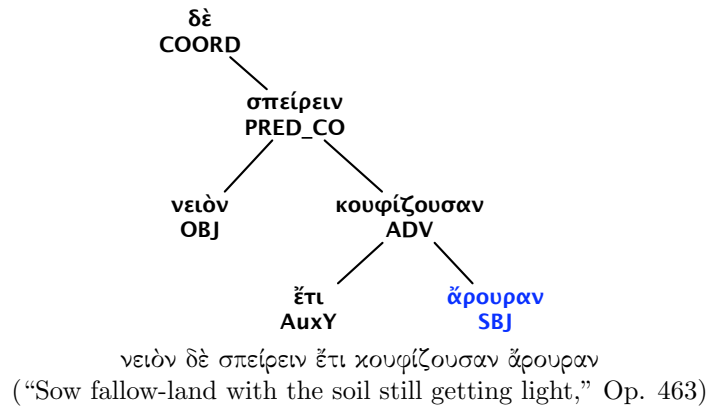 δὲ
COORD
σπείρειν
PRED_CO
νειὸν
OBJ
κουφίζουσαν
ADV
ἔτι
AuxY
ἄρουραν
SBJ
νειὸν δὲ σπείρειν ἔτι κουφίζουσαν ἄρουραν
(“Sow fallow-land with the soil still getting light,” Op. 463)